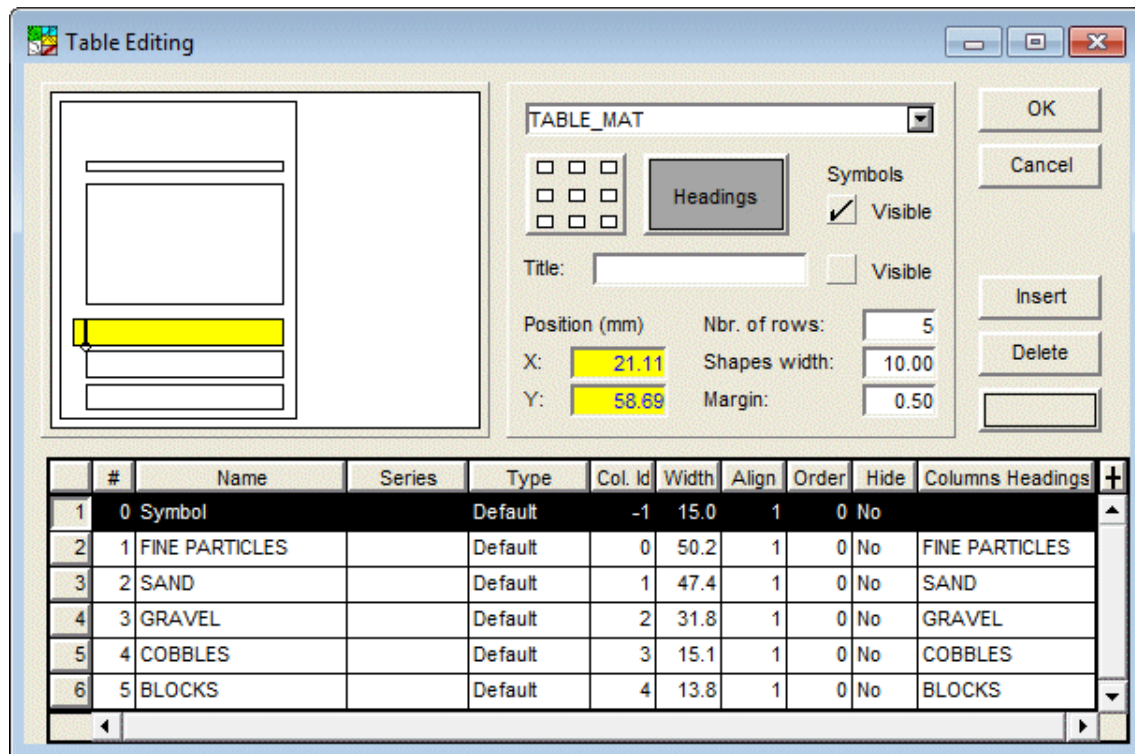 Table Editing
TABLE_MAT
OK
Cancel
Headings
Symbols
Visible
Title:
Visible
Insert
Position (mm) Nbr. of rows: 5
Delete
X: 21.11 Shapes width: 10.00
Y: 58.69 Margin: 0.50
# Name Series Type Col. Id Width Align Order Hide Columns Headings +
1 0 Symbol Default -1 15.0 1 0 No
2 1 FINE PARTICLES Default 0 50.2 1 0 No FINE PARTICLES
3 2 SAND Default 1 47.4 1 0 No SAND
4 3 GRAVEL Default 2 31.8 1 0 No GRAVEL
5 4 COBBLES Default 3 15.1 1 0 No COBBLES
6 5 BLOCKS Default 4 13.8 1 0 No BLOCKS